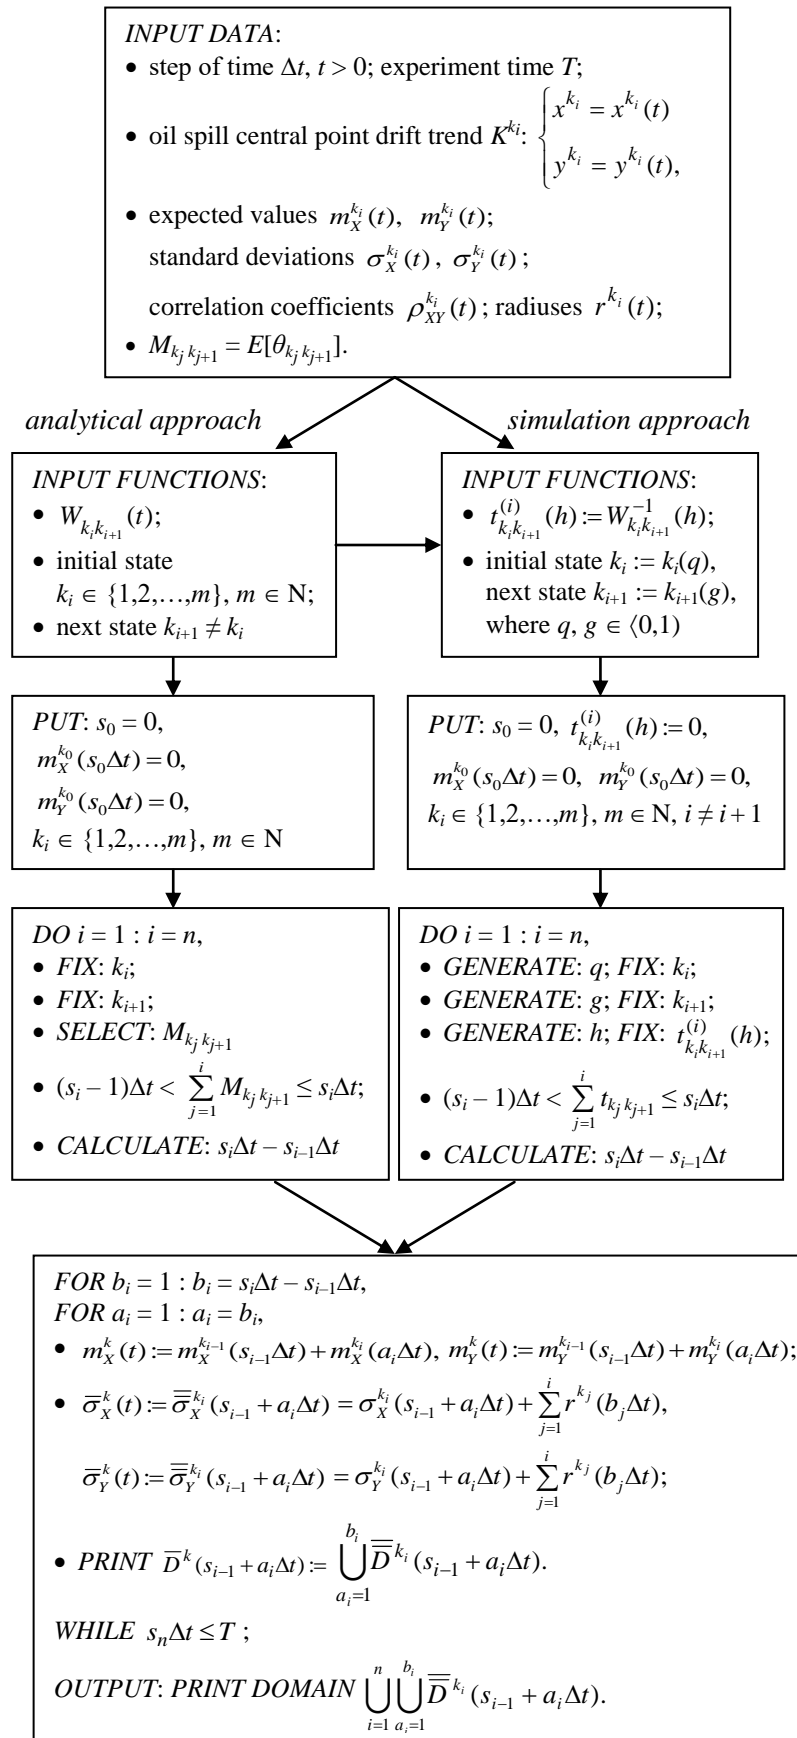 INPUT DATA:
• step of time Δt, t > 0; experiment time T;
• oil spill central point drift trend K^{k_i}: { x^{k_i} = x^{k_i}(t)
y^{k_i} = y^{k_i}(t),
• expected values m_X^{k_i}(t), m_Y^{k_i}(t);
standard deviations σ_X^{k_i}(t), σ_Y^{k_i}(t);
correlation coefficients ρ_{XY}^{k_i}(t); radiuses r^{k_i}(t);
• M_{k_j k_{j+1}} = E[θ_{k_j k_{j+1}}].
analytical approach
simulation approach
INPUT FUNCTIONS:
• W_{k_i k_{i+1}}(t);
• initial state
k_i ∈ {1,2,…,m}, m ∈ N;
• next state k_{i+1} ≠ k_i
INPUT FUNCTIONS:
• t_{k_i k_{i+1}}^{(i)}(h) := W_{k_i k_{i+1}}^{-1}(h);
• initial state k_i := k_i(q),
next state k_{i+1} := k_{i+1}(g),
where q, g ∈ ⟨0,1)
PUT: s_0 = 0,
m_X^{k_0}(s_0Δt) = 0,
m_Y^{k_0}(s_0Δt) = 0,
k_i ∈ {1,2,…,m}, m ∈ N
PUT: s_0 = 0, t_{k_i k_{i+1}}^{(i)}(h) := 0,
m_X^{k_0}(s_0Δt) = 0, m_Y^{k_0}(s_0Δt) = 0,
k_i ∈ {1,2,…,m}, m ∈ N, i ≠ i + 1
DO i = 1 : i = n,
• FIX: k_i;
• FIX: k_{i+1};
• SELECT: M_{k_j k_{j+1}}
• (s_i – 1)Δt < ∑_{j=1}^{i} M_{k_j k_{j+1}} ≤ s_iΔt;
• CALCULATE: s_iΔt – s_{i–1}Δt
DO i = 1 : i = n,
• GENERATE: q; FIX: k_i;
• GENERATE: g; FIX: k_{i+1};
• GENERATE: h; FIX: t_{k_i k_{i+1}}^{(i)}(h);
• (s_i – 1)Δt < ∑_{j=1}^{i} t_{k_j k_{j+1}} ≤ s_iΔt;
• CALCULATE: s_iΔt – s_{i–1}Δt
FOR b_i = 1 : b_i = s_iΔt – s_{i–1}Δt,
FOR a_i = 1 : a_i = b_i,
• m_X^k(t) := m_X^{k_{i-1}}(s_{i-1}Δt) + m_X^{k_i}(a_iΔt), m_Y^k(t) := m_Y^{k_{i-1}}(s_{i-1}Δt) + m_Y^{k_i}(a_iΔt);
• σ̅_X^k(t) := σ̿_X^{k_i}(s_{i-1} + a_iΔt) = σ_X^{k_i}(s_{i-1} + a_iΔt) + ∑_{j=1}^{i} r^{k_j}(b_jΔt),
σ̅_Y^k(t) := σ̿_Y^{k_i}(s_{i-1} + a_iΔt) = σ_Y^{k_i}(s_{i-1} + a_iΔt) + ∑_{j=1}^{i} r^{k_j}(b_jΔt);
• PRINT D̅^k(s_{i-1} + a_iΔt) := ⋃_{a_i=1}^{b_i} D̿^{k_i}(s_{i-1} + a_iΔt).
WHILE s_nΔt ≤ T ;
OUTPUT: PRINT DOMAIN ⋃_{i=1}^{n} ⋃_{a_i=1}^{b_i} D̿^{k_i}(s_{i-1} + a_iΔt).